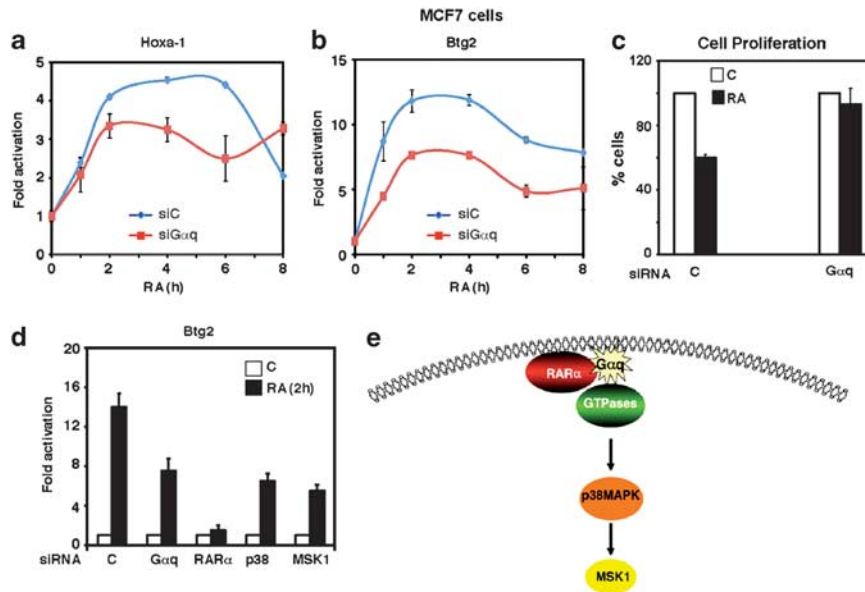 MCF7 cells
a
Hoxa-1
Fold activation
5
4
3
2
1
0
siC
siGαq
0 2 4 6 8
RA (h)
b
Btg2
Fold activation
15
10
5
0
siC
siGαq
0 2 4 6 8
RA (h)
c
Cell Proliferation
% cells
120
80
40
0
C
RA
siRNA C Gαq
d
Btg2
Fold activation
20
16
12
8
4
0
C
RA (2h)
siRNA C Gαq RARα p38 MSK1
e
RARα
Gαq
GTPases
p38MAPK
MSK1